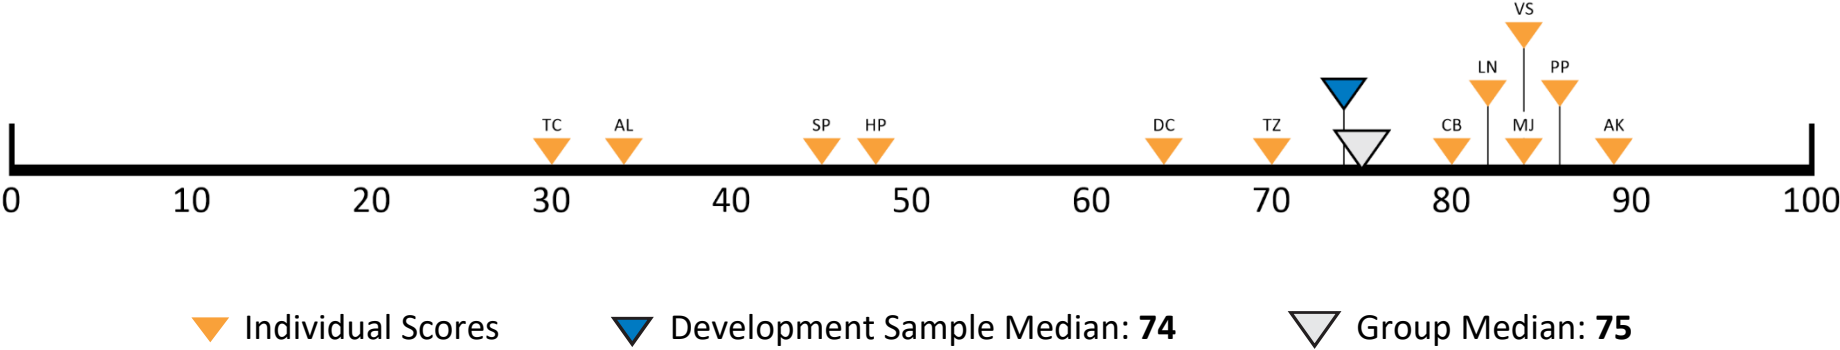 VS
LN PP
TC AL SP HP DC TZ CB MJ AK
0 10 20 30 40 50 60 70 80 90 100
Individual Scores Development Sample Median: 74 Group Median: 75